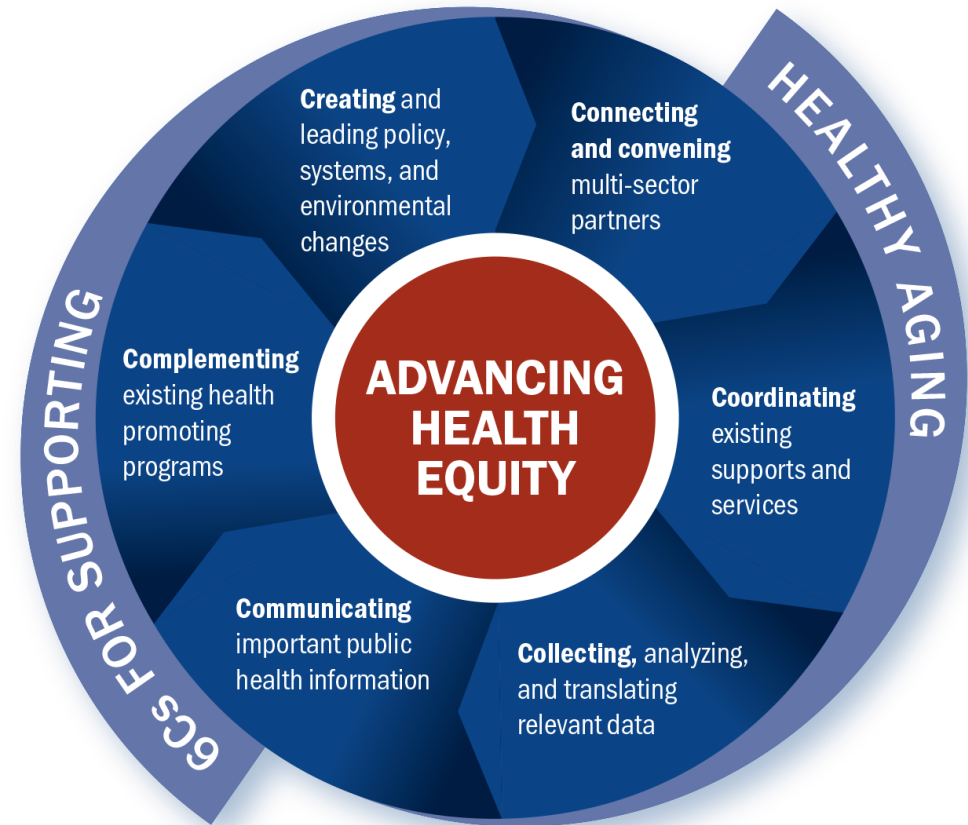 6Cs FOR SUPPORTING
HEALTHY AGING
Creating and
leading policy,
systems, and
environmental
changes
Connecting
and convening
multi-sector
partners
Coordinating
existing
supports and
services
Collecting, analyzing,
and translating
relevant data
Communicating
important public
health information
Complementing
existing health
promoting
programs
ADVANCING
HEALTH
EQUITY